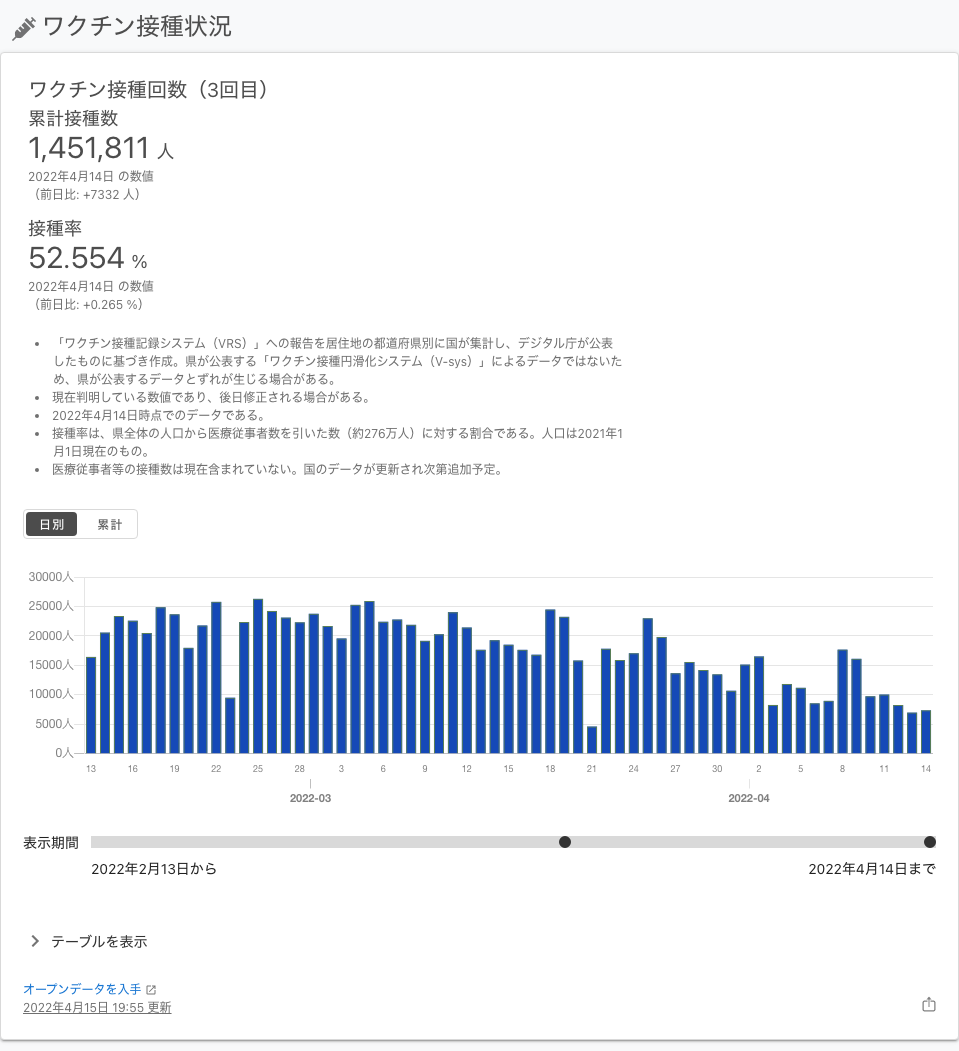 ワクチン接種状況
ワクチン接種回数（3回目）
累計接種数
1,451,811 人
2022年4月14日 の数値
（前日比: +7332 人）
接種率
52.554 %
2022年4月14日 の数値
（前日比: +0.265 %）
• 「ワクチン接種記録システム（VRS）」への報告を居住地の都道府県別に国が集計し、デジタル庁が公表
したものに基づき作成。県が公表する「ワクチン接種円滑化システム（V-sys）」によるデータではないた
め、県が公表するデータとずれが生じる場合がある。
• 現在判明している数値であり、後日修正される場合がある。
• 2022年4月14日時点でのデータである。
• 接種率は、県全体の人口から医療従事者数を引いた数（約276万人）に対する割合である。人口は2021年1
月1日現在のもの。
• 医療従事者等の接種数は現在含まれていない。国のデータが更新され次第追加予定。
日別 累計
30000人
25000人
20000人
15000人
10000人
5000人
0人
13 16 19 22 25 28 3 6 9 12 15 18 21 24 27 30 2 5 8 11 14
2022-03 2022-04
表示期間
2022年2月13日から 2022年4月14日まで
テーブルを表示
オープンデータを入手
2022年4月15日 19:55 更新